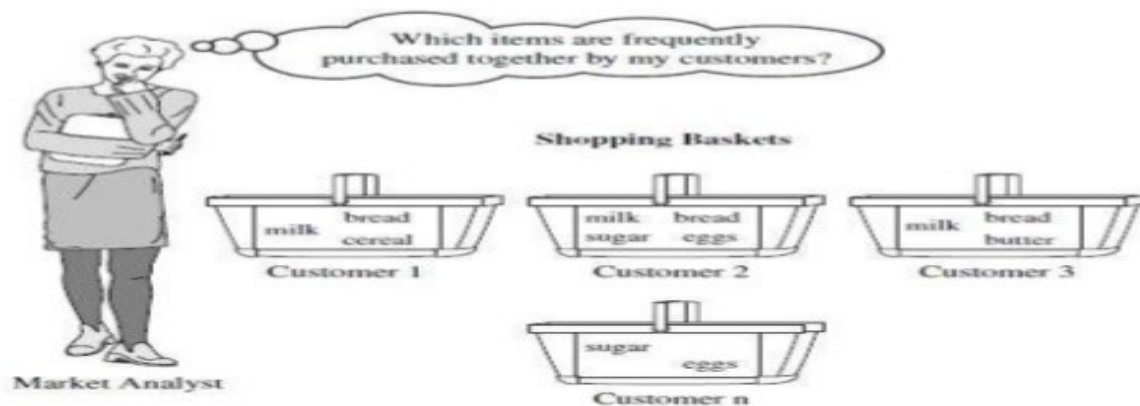 Which items are frequently
purchased together by my customers?
Shopping Baskets
milk bread
cereal
Customer 1
milk bread
sugar eggs
Customer 2
milk bread
butter
Customer 3
sugar
eggs
Customer n
Market Analyst